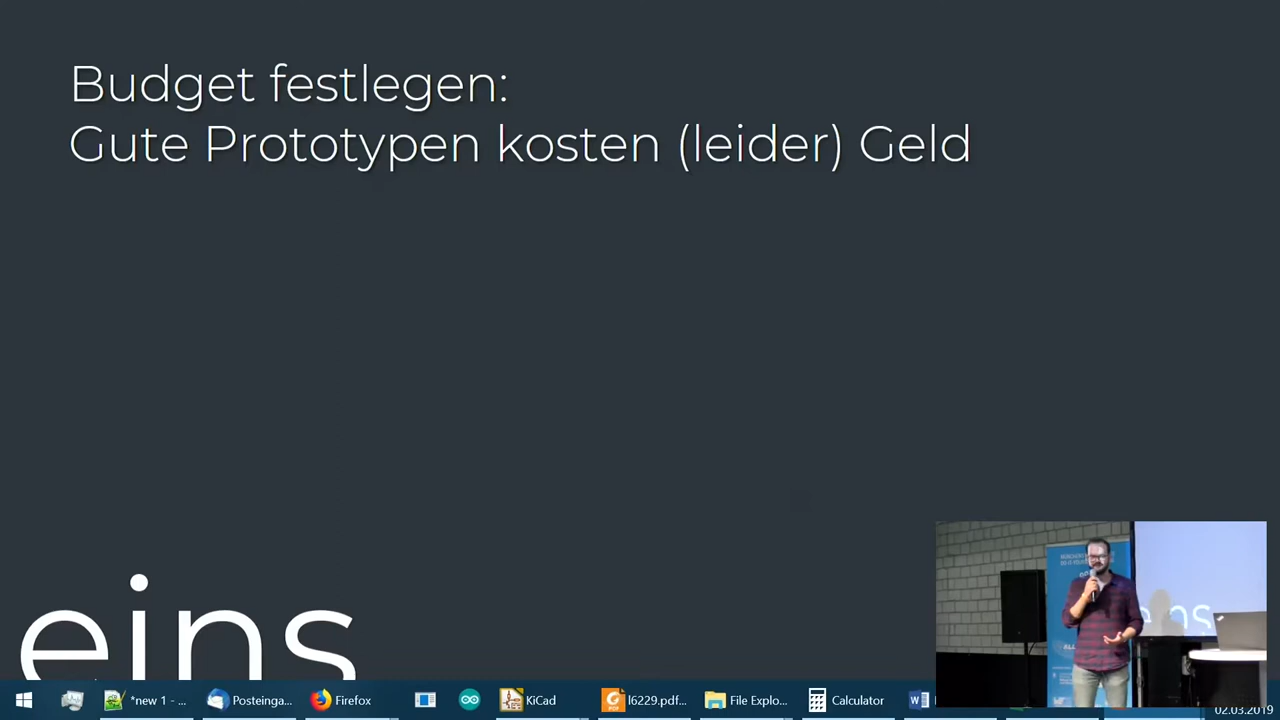 Budget festlegen:
Gute Prototypen kosten (leider) Geld
eins
*new 1 - ...
Posteinga...
Firefox
KiCad
l6229.pdf...
File Explo...
Calculator
02.03.2019
eins